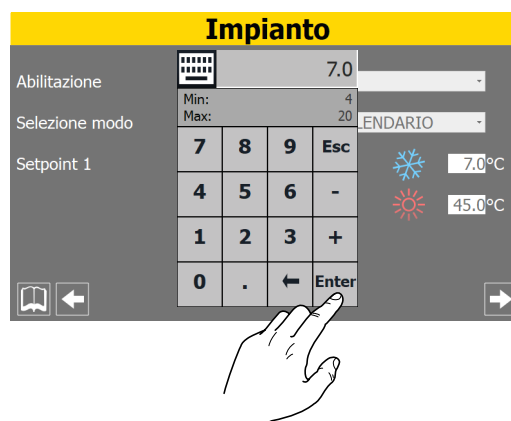 Impianto
7.0
Abilitazione
Min: 4
Max: 20
Selezione modo
LENDARIO
7 8 9 Esc
Setpoint 1
7.0°C
4 5 6 -
45.0°C
1 2 3 +
0 . ← Enter